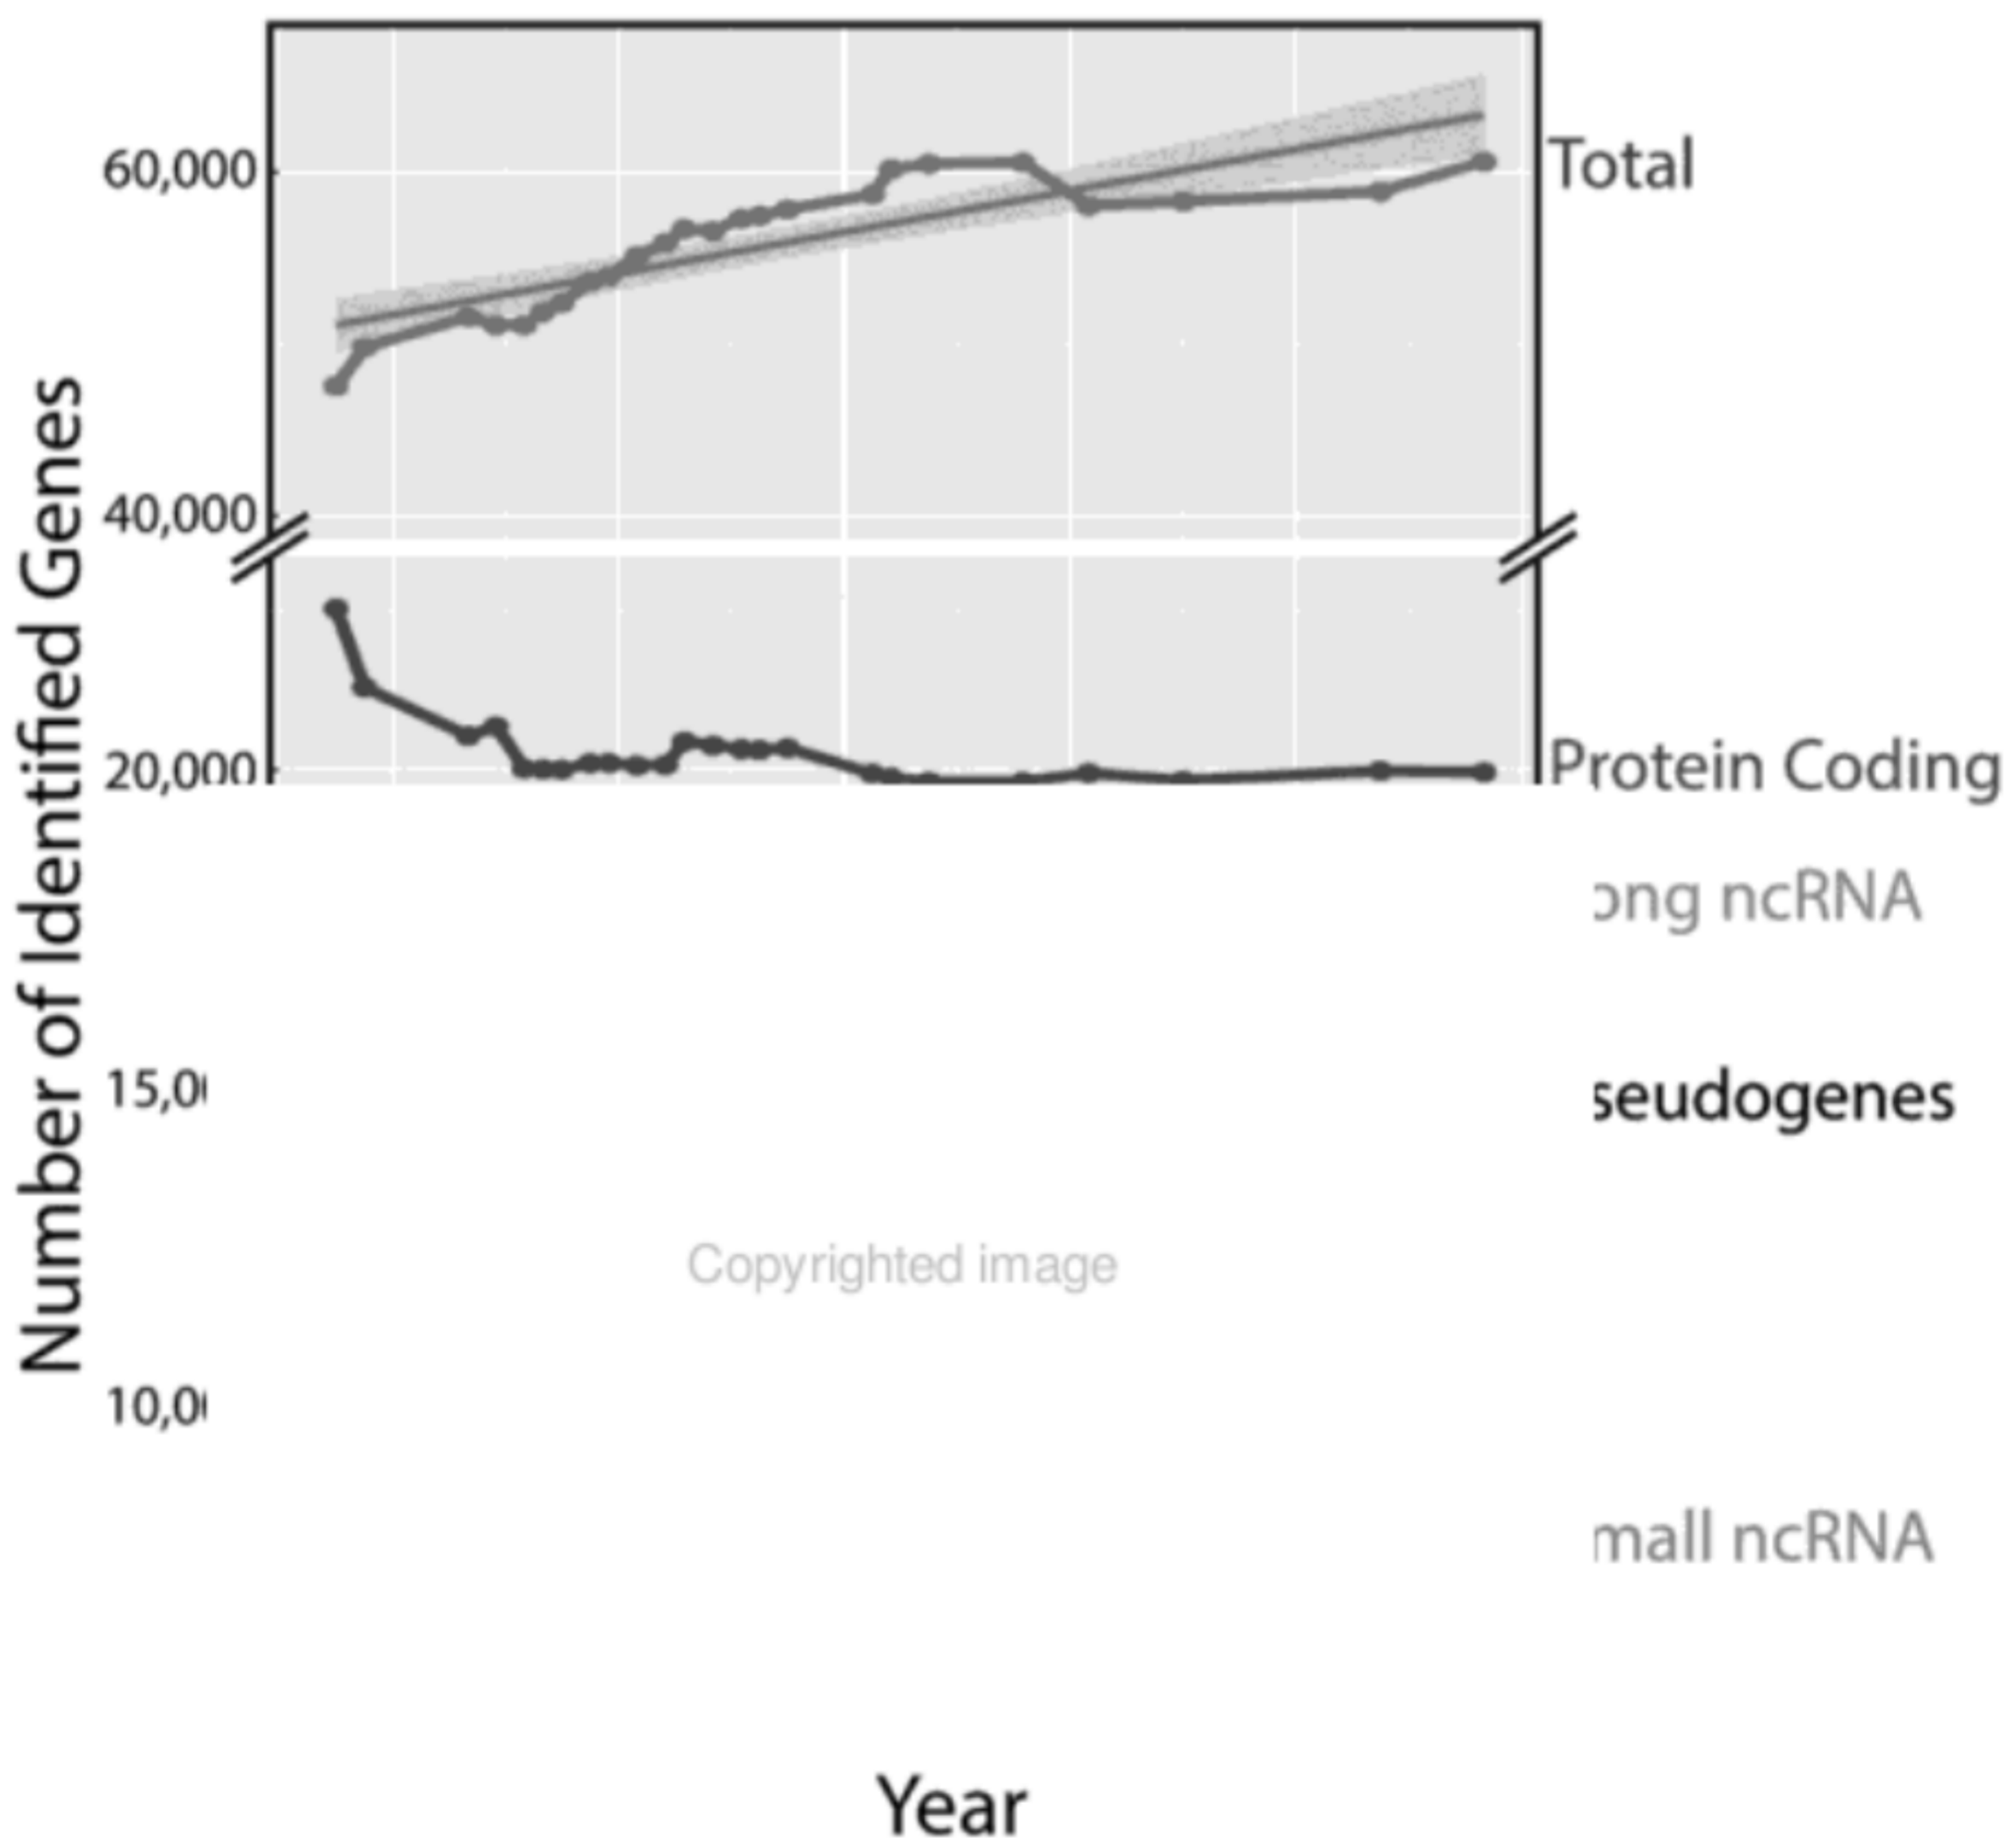 60,000
Total
40,000
Number of Identified Genes
20,000
Protein Coding
ong ncRNA
15,0
seudogenes
Copyrighted image
10,0
mall ncRNA
Year